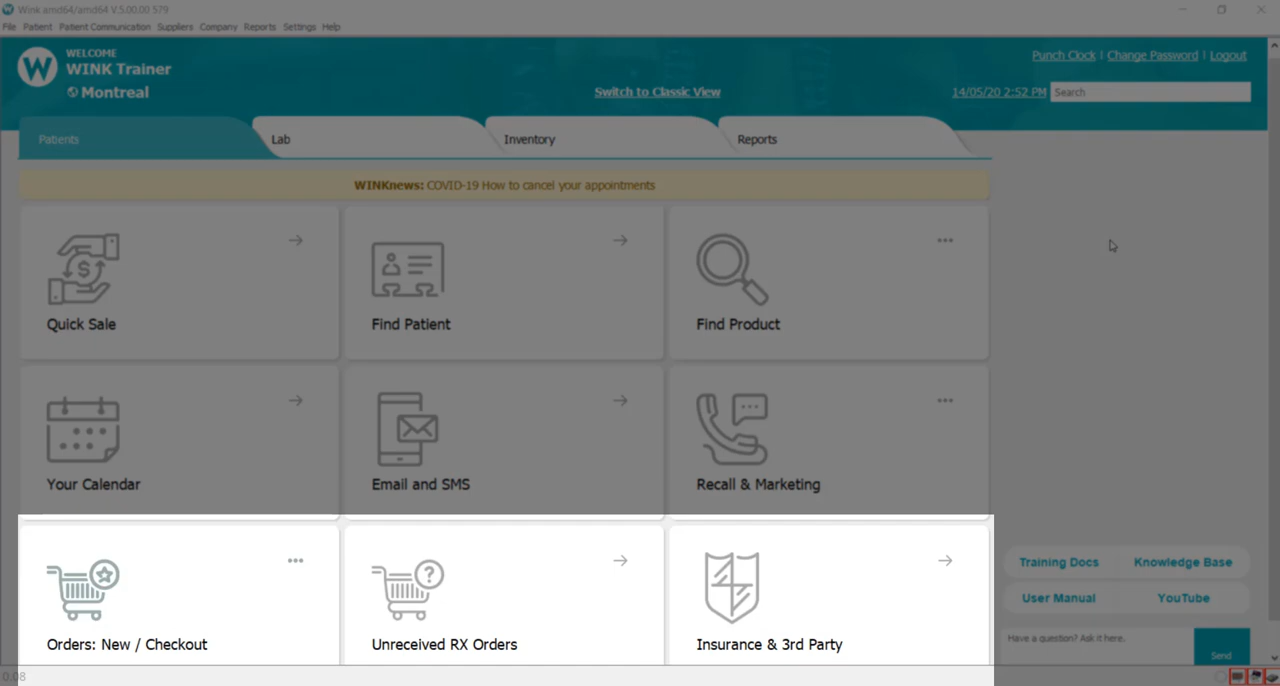 Wink amd64/amd64 V.5.00.00 579
File Patient Patient Communication Suppliers Company Reports Settings Help
W
WELCOME
WINK Trainer
Montreal
Switch to Classic View
Punch Clock | Change Password | Logout
14/05/20 2:52 PM Search
Patients Lab Inventory Reports
WINKnews: COVID-19 How to cancel your appointments
Quick Sale Find Patient Find Product
Your Calendar Email and SMS Recall & Marketing
Orders: New / Checkout Unreceived RX Orders Insurance & 3rd Party
Training Docs Knowledge Base
User Manual YouTube
Have a question? Ask it here.
Send
0.08